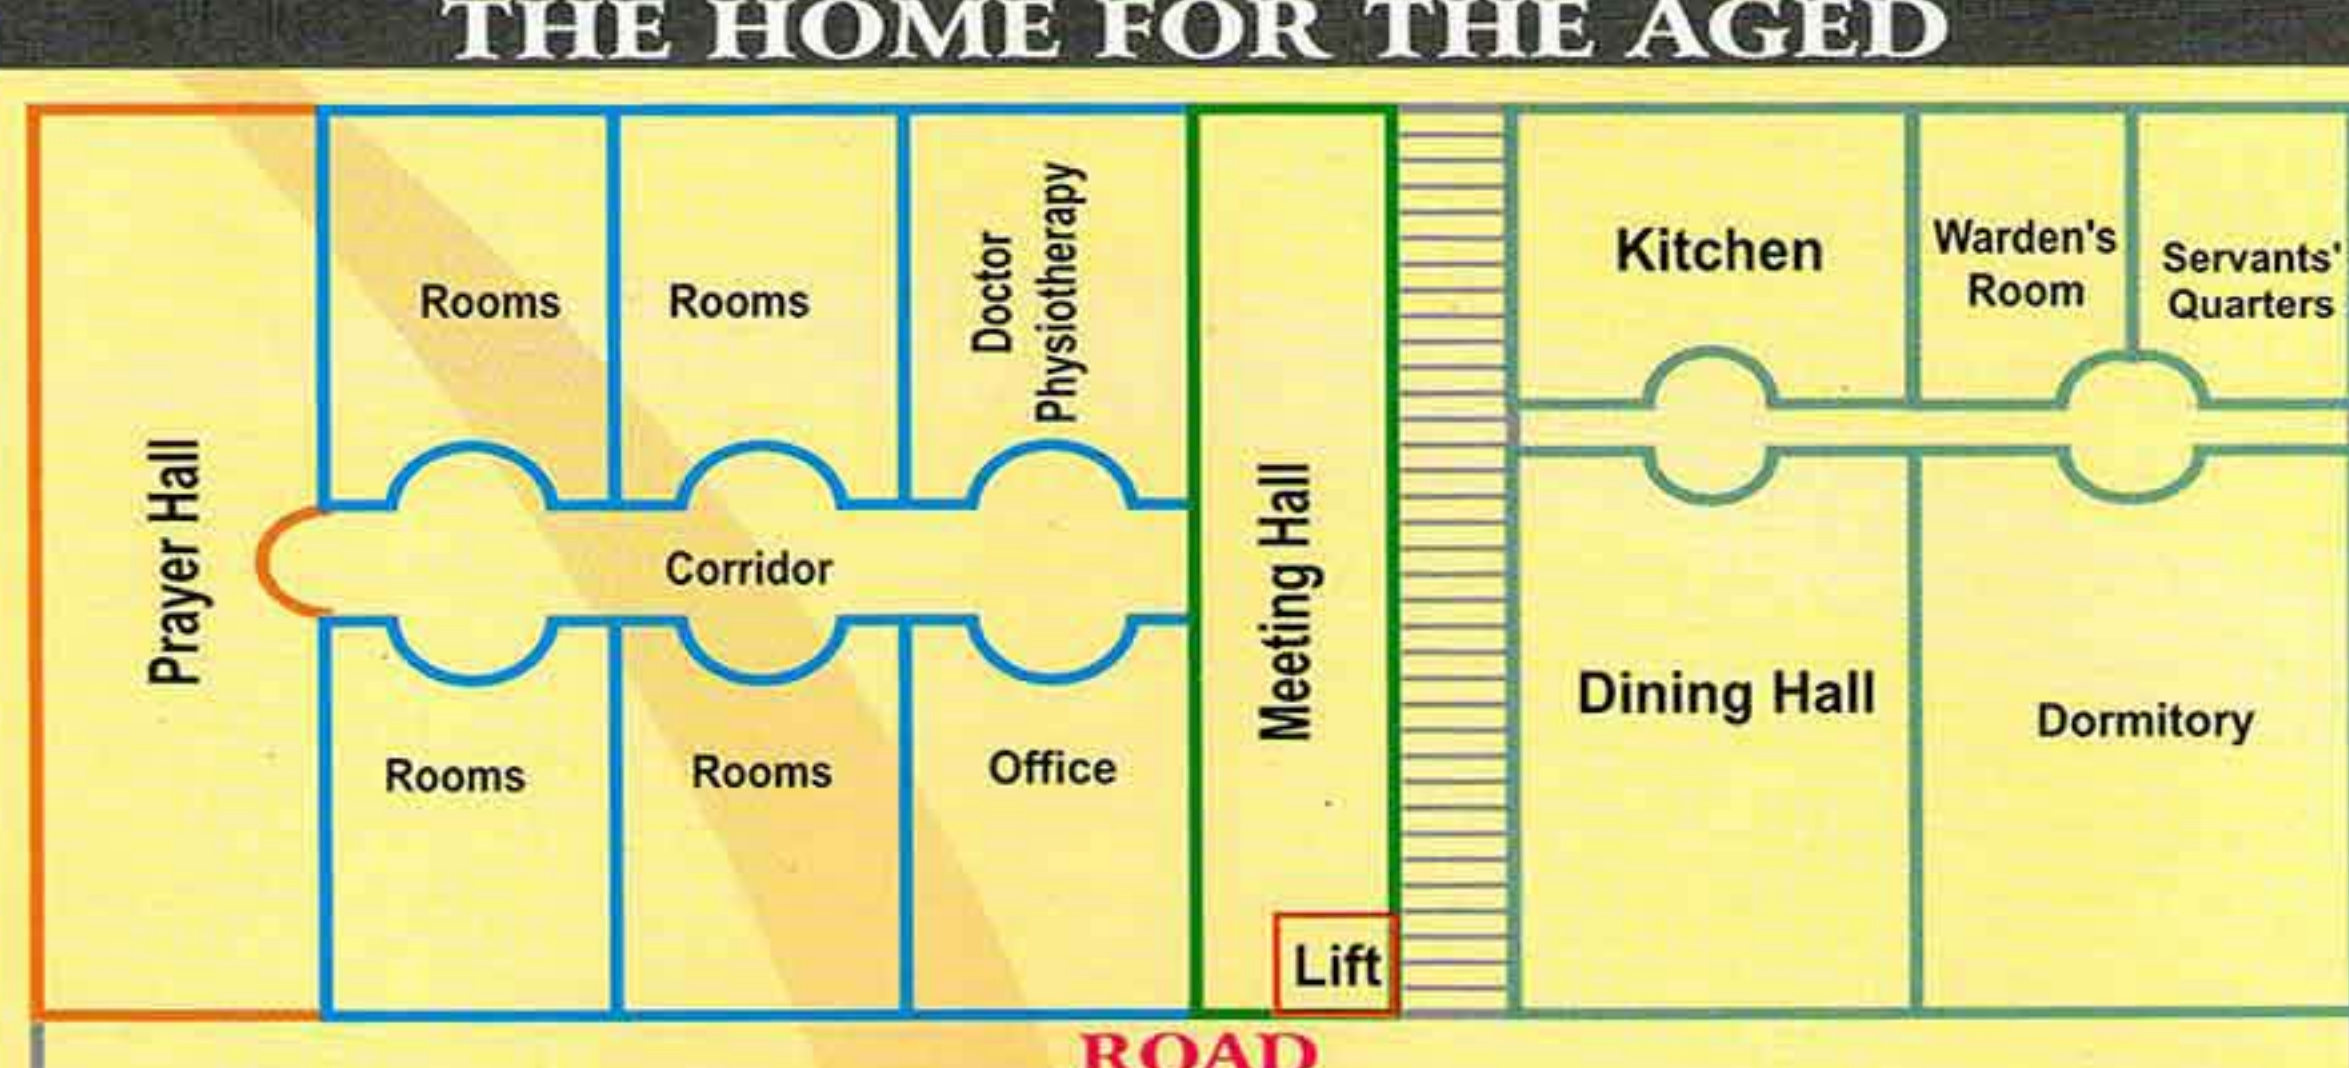 THE HOME FOR THE AGED
Prayer Hall
Rooms
Rooms
Doctor
Physiotherapy
Corridor
Rooms
Rooms
Office
Meeting Hall
Lift
Kitchen
Warden's
Room
Servants'
Quarters
Dining Hall
Dormitory
ROAD